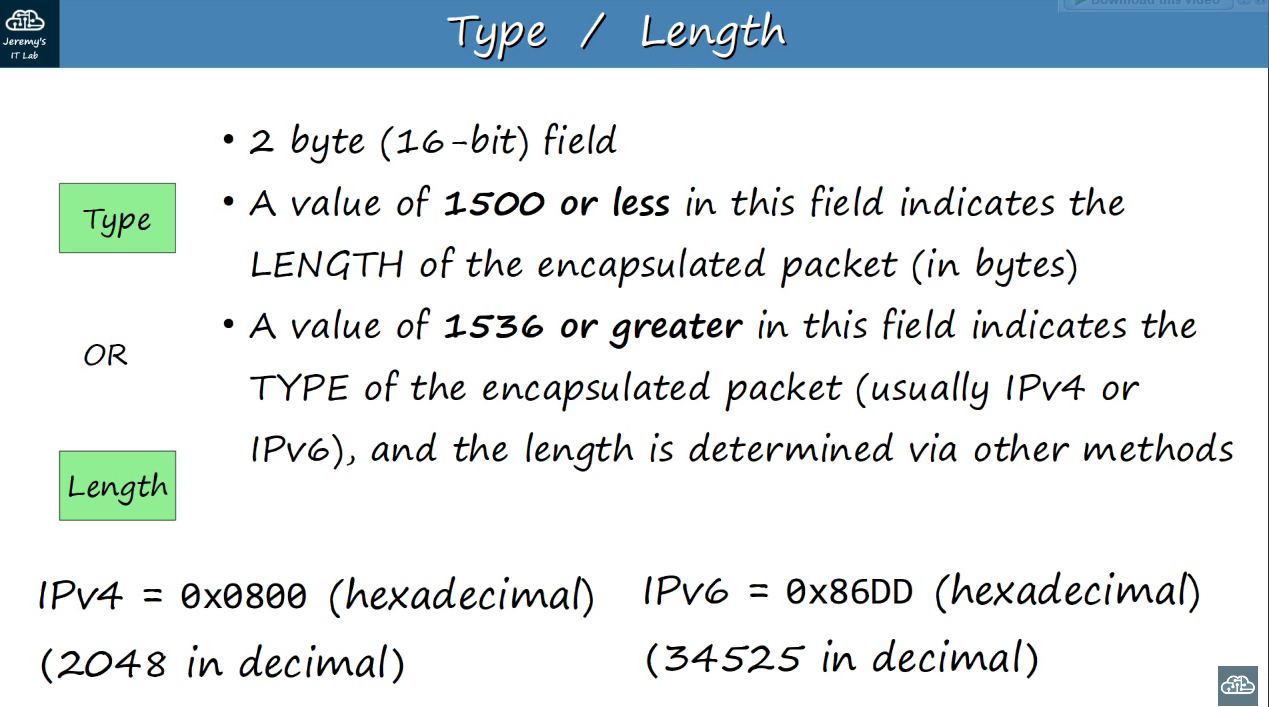 Jeremy's
IT Lab
Download this video
Type / Length
• 2 byte (16-bit) field
• A value of 1500 or less in this field indicates the
LENGTH of the encapsulated packet (in bytes)
• A value of 1536 or greater in this field indicates the
TYPE of the encapsulated packet (usually IPv4 or
IPv6), and the length is determined via other methods
Type
OR
Length
IPv4 = 0x0800 (hexadecimal)
(2048 in decimal)
IPv6 = 0x86DD (hexadecimal)
(34525 in decimal)